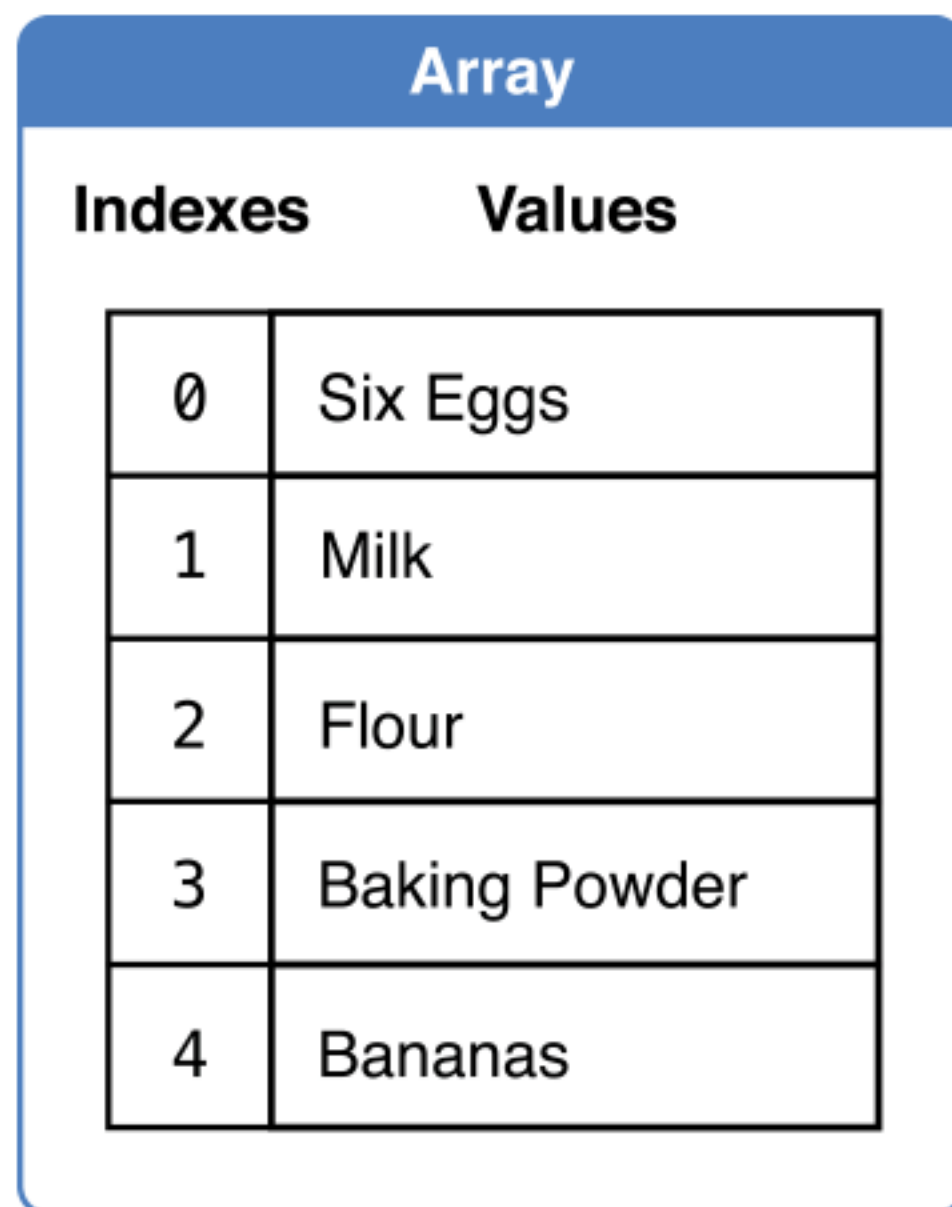 Array
Indexes Values
0 Six Eggs
1 Milk
2 Flour
3 Baking Powder
4 Bananas